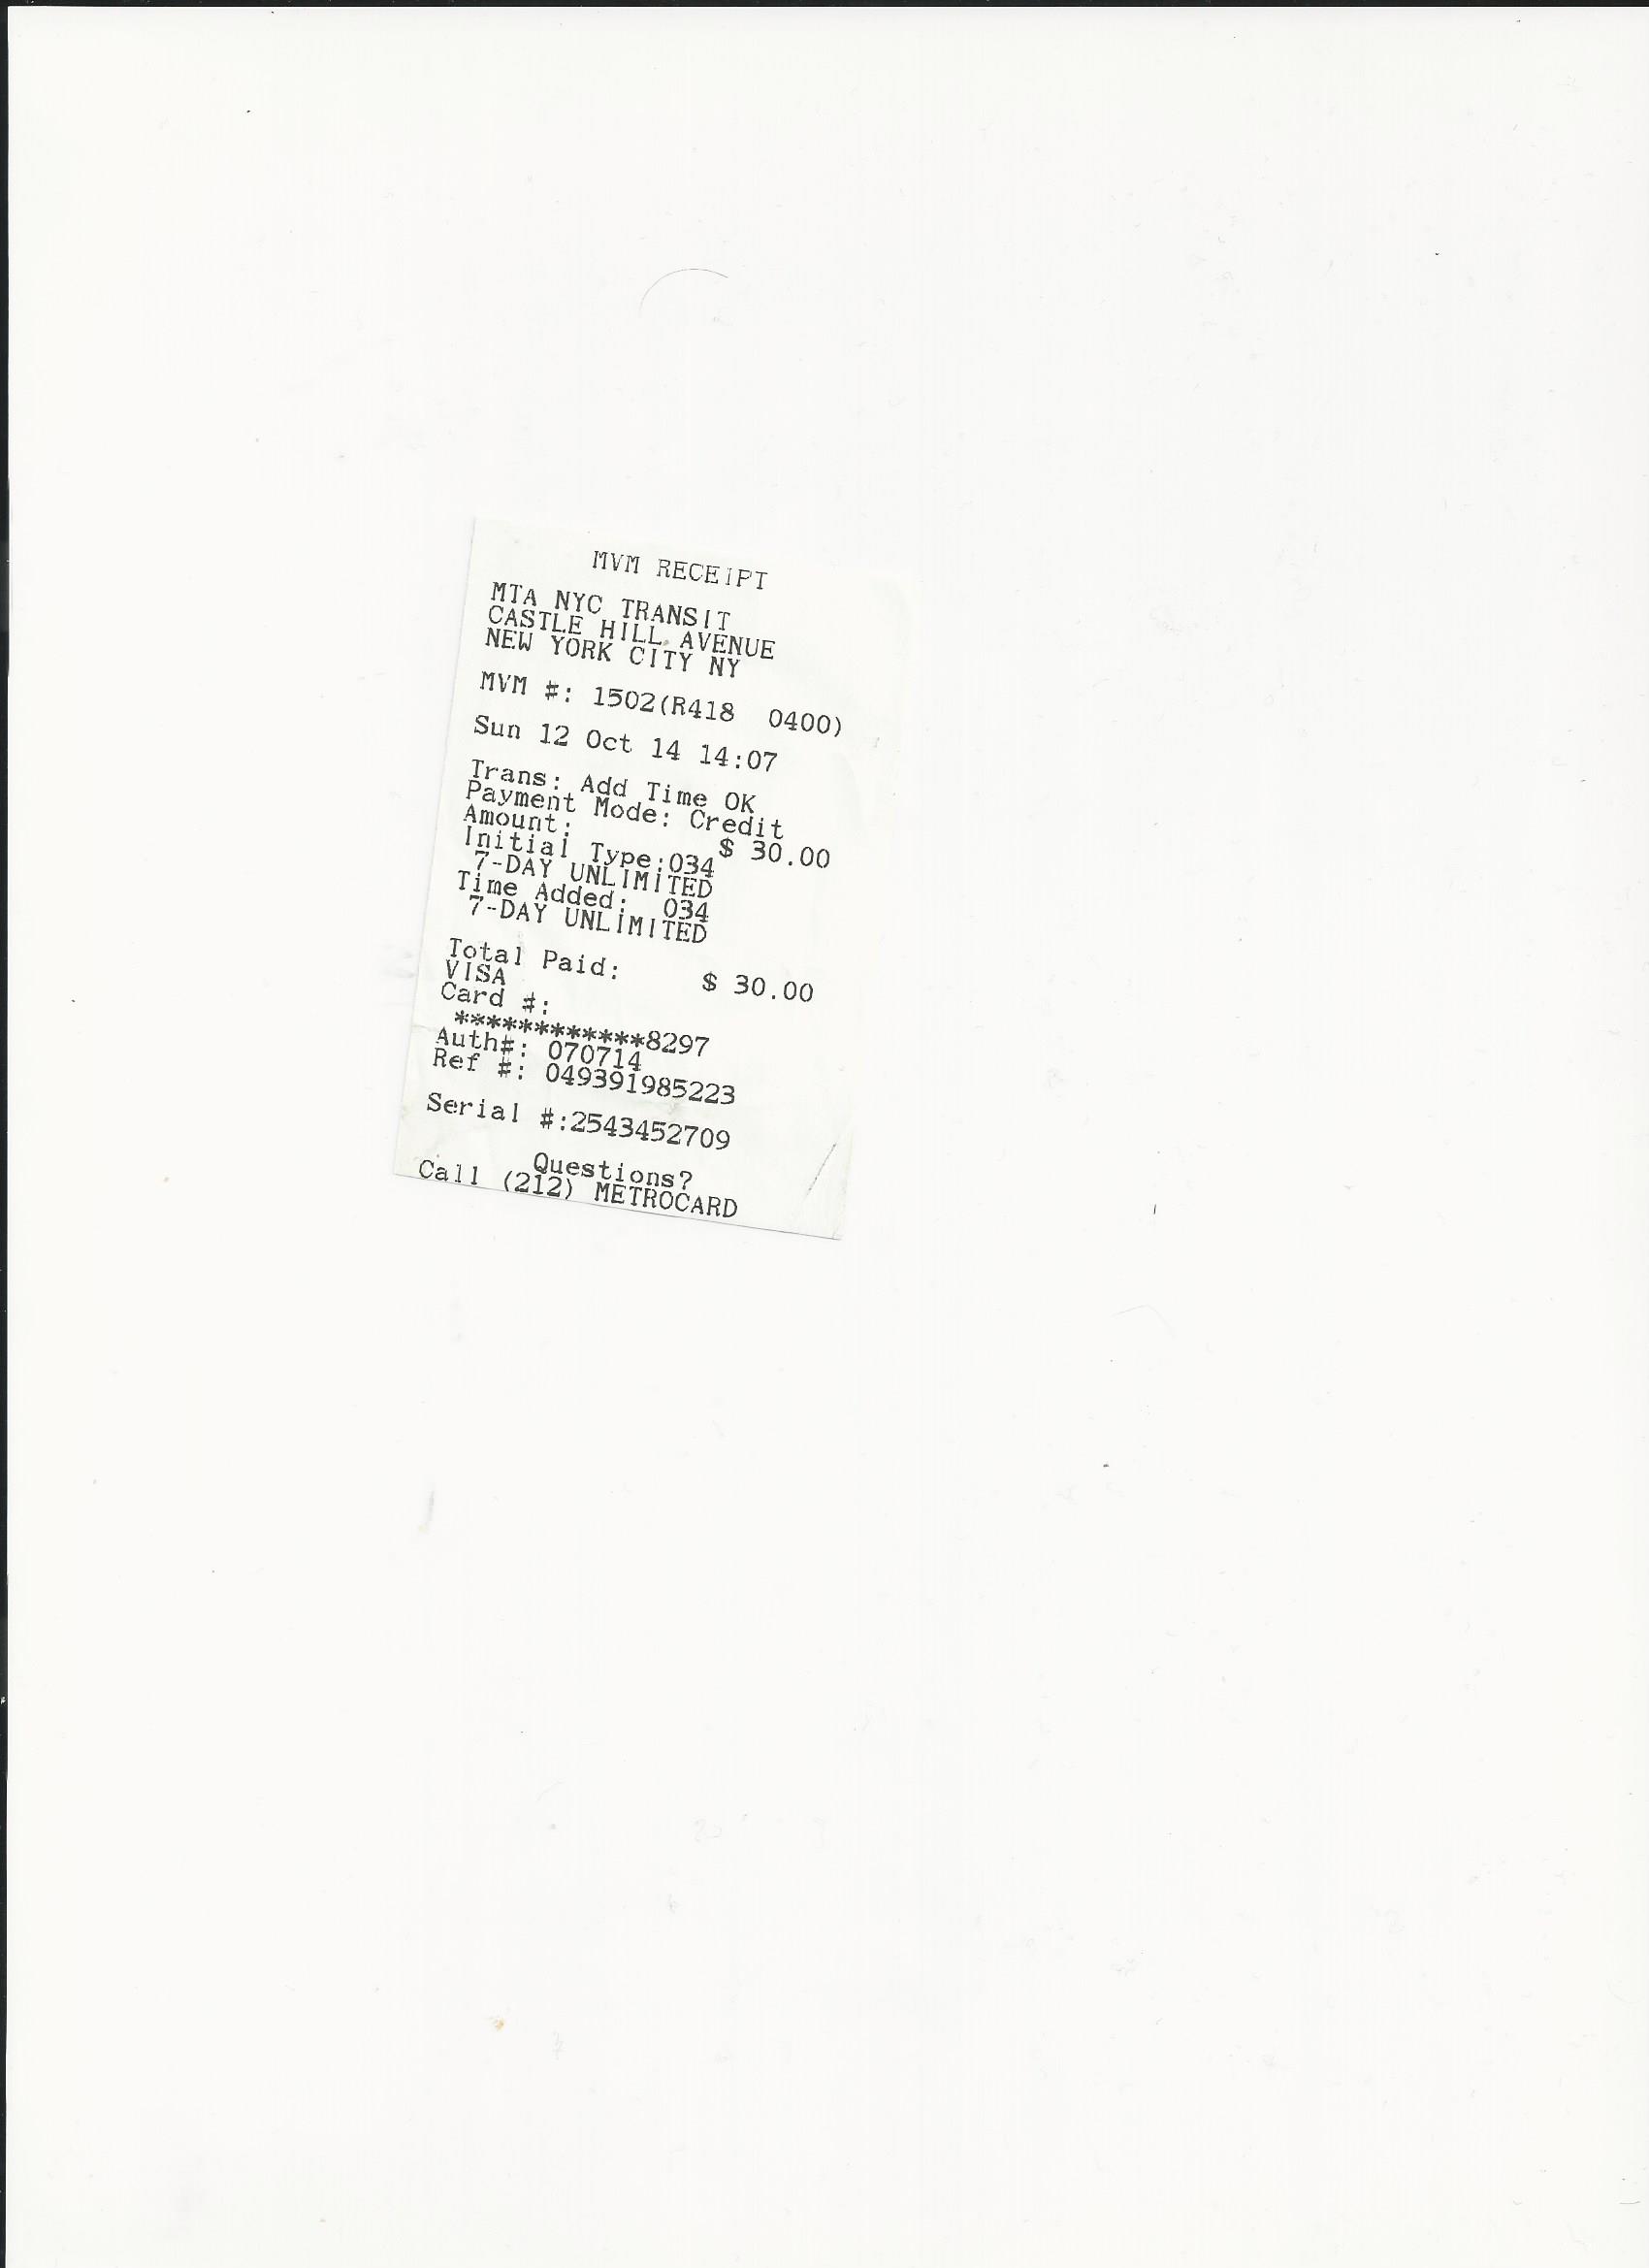 MVM RECEIPT
MTA NYC TRANSIT
CASTLE HILL AVENUE
NEW YORK CITY NY
MVM #: 1502(R418 0400)
Sun 12 Oct 14 14:07
Trans: Add Time OK
Payment Mode: Credit
Amount: $ 30.00
Initial Type:034
7-DAY UNLIMITED
Time Added: 034
7-DAY UNLIMITED
Total Paid: $ 30.00
VISA
Card #:
************8297
Auth#: 070714
Ref #: 049391985223
Serial #:2543452709
Questions?
Call (212) METROCARD